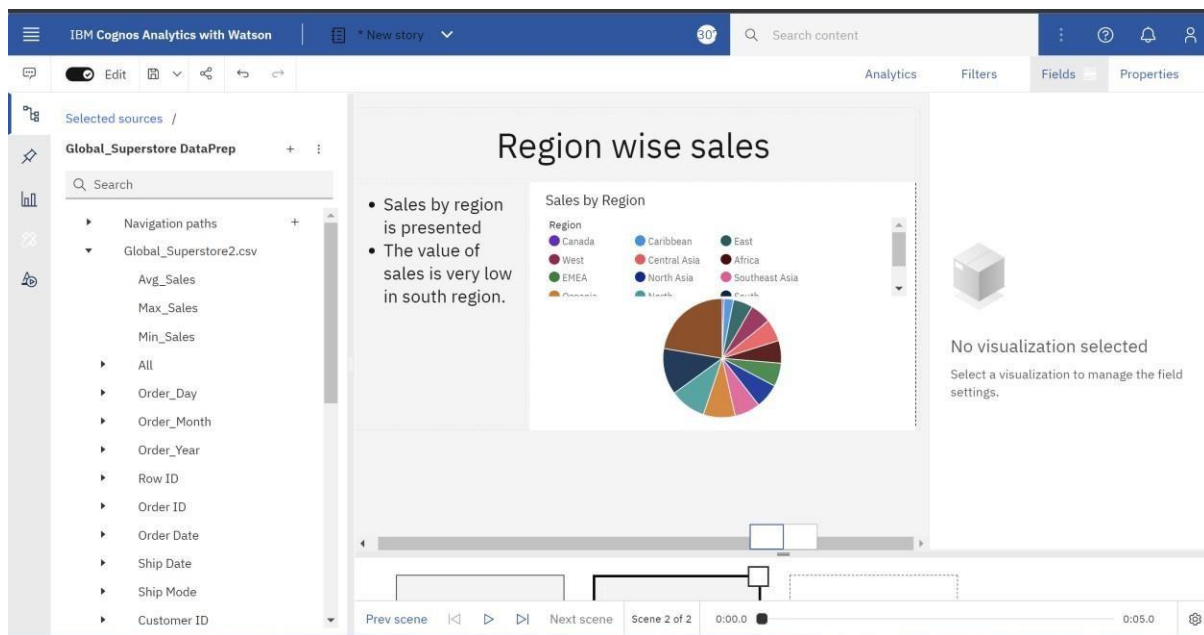 IBM Cognos Analytics with Watson
* New story
30
Search content
Edit
Analytics
Filters
Fields
Properties
Selected sources /
Global_Superstore DataPrep
Search
Navigation paths
Global_Superstore2.csv
Avg_Sales
Max_Sales
Min_Sales
All
Order_Day
Order_Month
Order_Year
Row ID
Order ID
Order Date
Ship Date
Ship Mode
Customer ID
Region wise sales
• Sales by region
is presented
• The value of
sales is very low
in south region.
Sales by Region
Region
Canada
Caribbean
East
West
Central Asia
Africa
EMEA
North Asia
Southeast Asia
Oceania
North
South
No visualization selected
Select a visualization to manage the field
settings.
Prev scene
Next scene
Scene 2 of 2
0:00.0
0:05.0